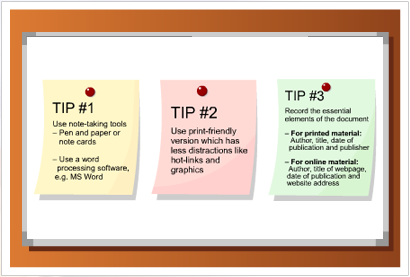 TIP #1
Use note-taking tools
– Pen and paper or
note cards
– Use a word
processing software,
e.g. MS Word
TIP #2
Use print-friendly
version which has
less distractions like
hot-links and
graphics
TIP #3
Record the essential
elements of the document
– For printed material:
Author, title, date of
publication and publisher
– For online material:
Author, title of webpage,
date of publication and
website address